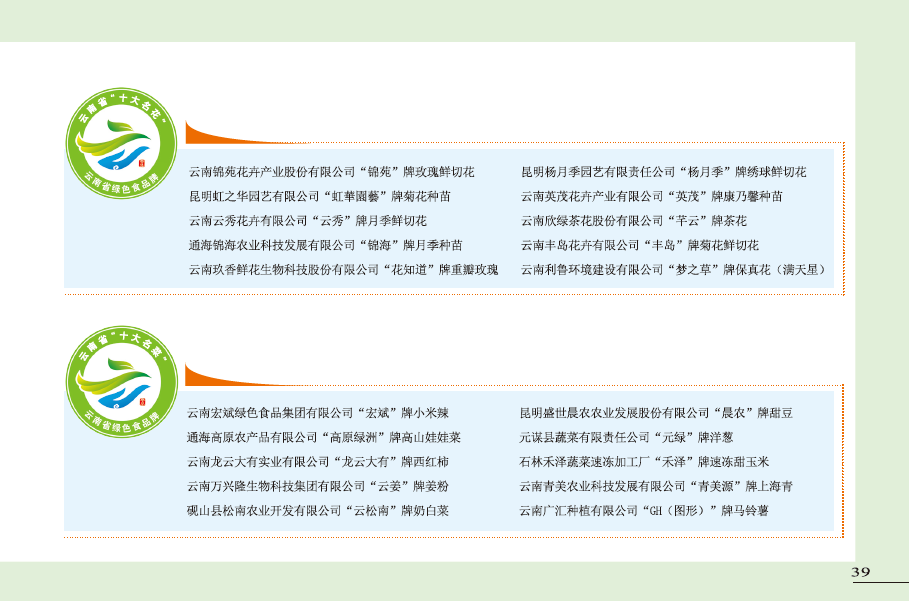 云南省“十大名花”
云南省绿色食品牌
云南锦苑花卉产业股份有限公司“锦苑”牌玫瑰鲜切花
昆明虹之华园艺有限公司“虹華園藝”牌菊花种苗
云南云秀花卉有限公司“云秀”牌月季鲜切花
通海锦海农业科技发展有限公司“锦海”牌月季种苗
云南玖香鲜花生物科技股份有限公司“花知道”牌重瓣玫瑰
昆明杨月季园艺有限责任公司“杨月季”牌绣球鲜切花
云南英茂花卉产业有限公司“英茂”牌康乃馨种苗
云南欣绿茶花股份有限公司“芊云”牌茶花
云南丰岛花卉有限公司“丰岛”牌菊花鲜切花
云南利鲁环境建设有限公司“梦之草”牌保真花（满天星）
云南省“十大名菜”
云南省绿色食品牌
云南宏斌绿色食品集团有限公司“宏斌”牌小米辣
通海高原农产品有限公司“高原绿洲”牌高山娃娃菜
云南龙云大有实业有限公司“龙云大有”牌西红柿
云南万兴隆生物科技集团有限公司“云姜”牌姜粉
砚山县松南农业开发有限公司“云松南”牌奶白菜
昆明盛世晨农农业发展股份有限公司“晨农”牌甜豆
元谋县蔬菜有限责任公司“元绿”牌洋葱
石林禾泽蔬菜速冻加工厂“禾泽”牌速冻甜玉米
云南青美农业科技发展有限公司“青美源”牌上海青
云南广汇种植有限公司“GH（图形）”牌马铃薯
39